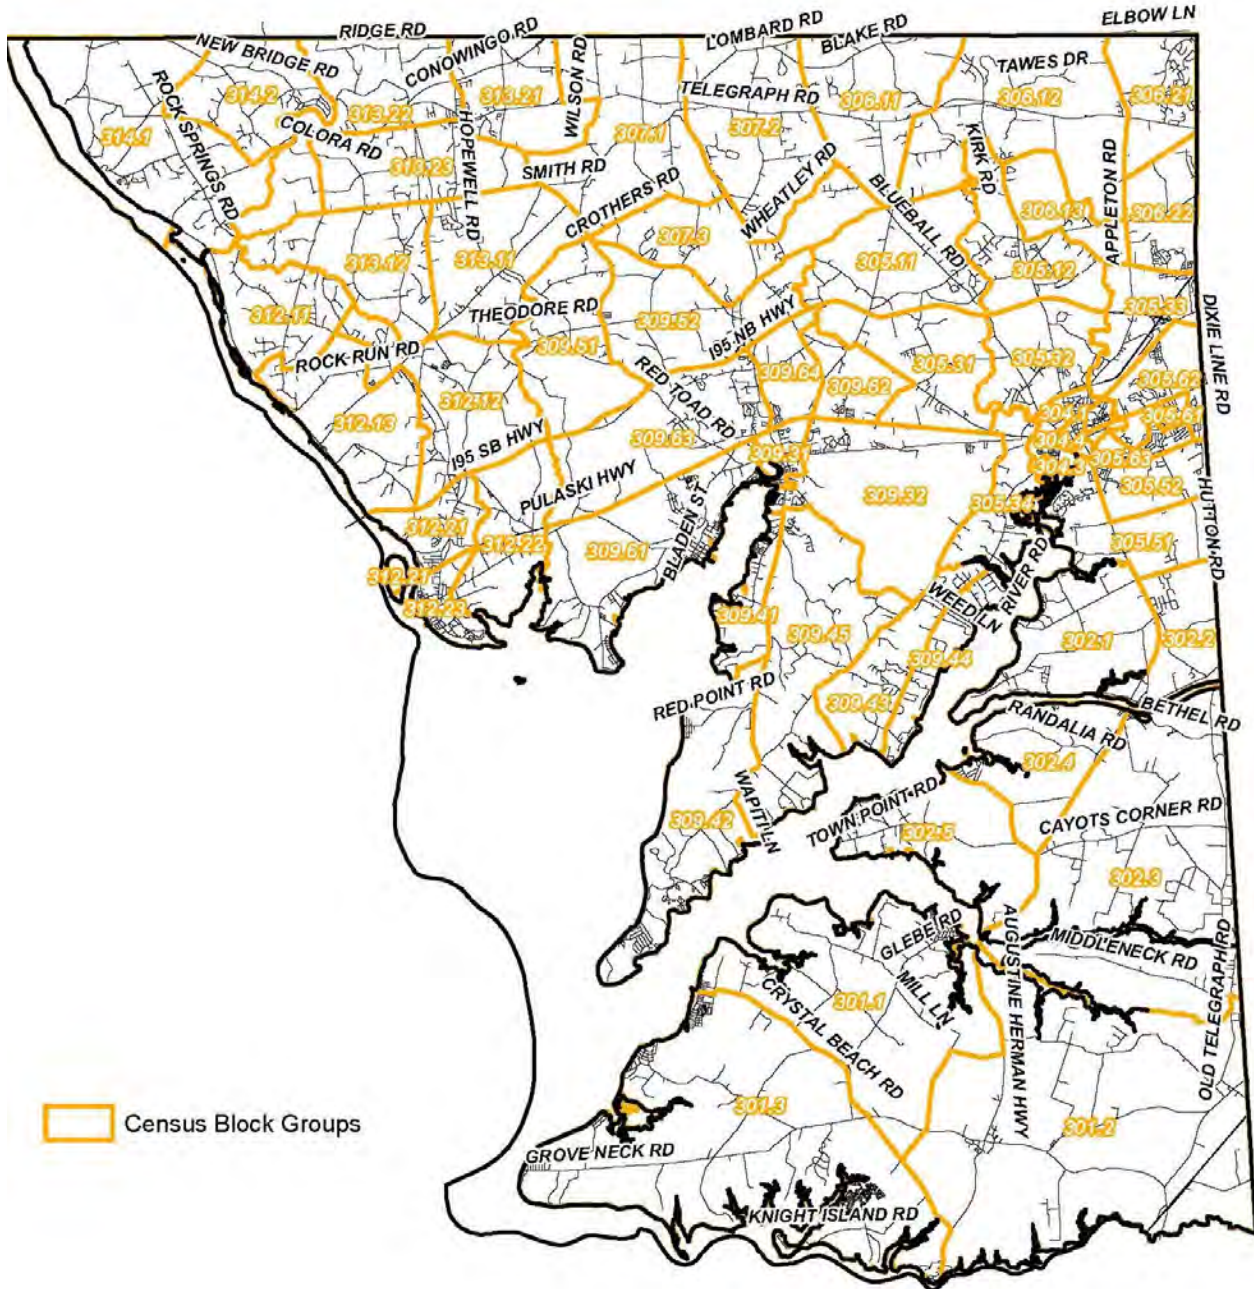 ELBOW LN
RIDGE RD
CONOWINGO RD
LOMBARD RD
BLAKE RD
NEW BRIDGE RD
WILSON RD
TAWES DR
ROCK SPRINGS RD
314.2
313.21
TELEGRAPH RD
306.11
306.12
306.21
314.1
313.22
HOPEWELL RD
307.1
307.2
COLORA RD
313.23
SMITH RD
KIRK RD
APPLETON RD
CROTHERS RD
WHEATLEY RD
BLUEBALL RD
306.13
306.22
307.3
313.12
313.11
305.11
305.12
312.11
THEODORE RD
309.52
I95 NB HWY
305.33
DIXIE LINE RD
ROCK RUN RD
309.51
RED TOAD RD
309.64
309.62
305.31
305.32
305.62
312.12
312.13
I95 SB HWY
309.63
304.1
305.61
304.4
309.31
304.3
305.63
PULASKI HWY
BLADEN ST
309.32
305.34
305.52
HUTTON RD
312.21
312.22
309.61
RIVER RD
305.51
312.21
312.23
WEED LN
309.41
309.45
309.44
302.1
302.2
RED POINT RD
309.43
BETHEL RD
RANDALIA RD
302.4
WAPITI LN
TOWN POINT RD
309.42
302.5
CAYOTS CORNER RD
302.3
GLEBE RD
AUGUSTINE HERMAN HWY
MIDDLENECK RD
OLD TELEGRAPH RD
CRYSTAL BEACH RD
301.1
MILL LN
301.3
Census Block Groups
301.2
GROVE NECK RD
KNIGHT ISLAND RD